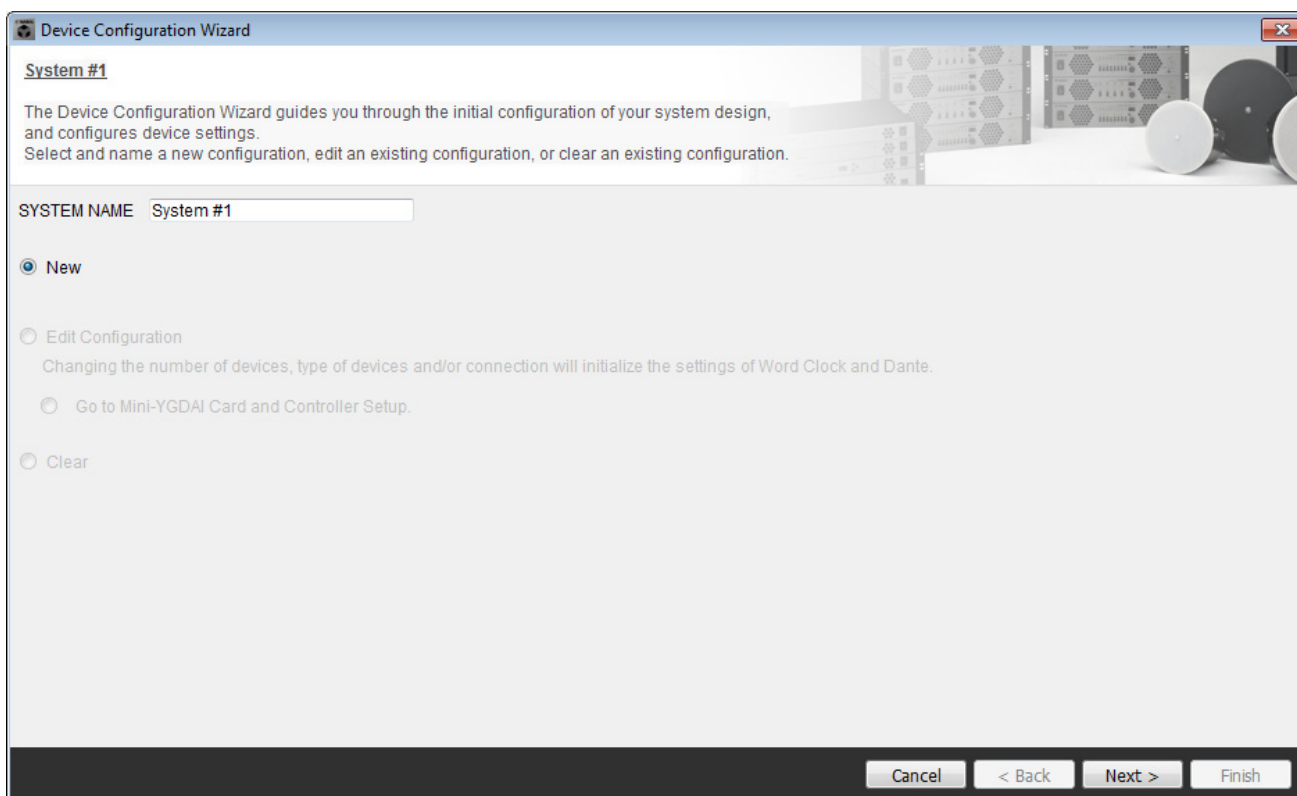 Device Configuration Wizard
System #1
The Device Configuration Wizard guides you through the initial configuration of your system design,
and configures device settings.
Select and name a new configuration, edit an existing configuration, or clear an existing configuration.
SYSTEM NAME System #1
New
Edit Configuration
Changing the number of devices, type of devices and/or connection will initialize the settings of Word Clock and Dante.
Go to Mini-YGDAI Card and Controller Setup.
Clear
Cancel < Back Next > Finish